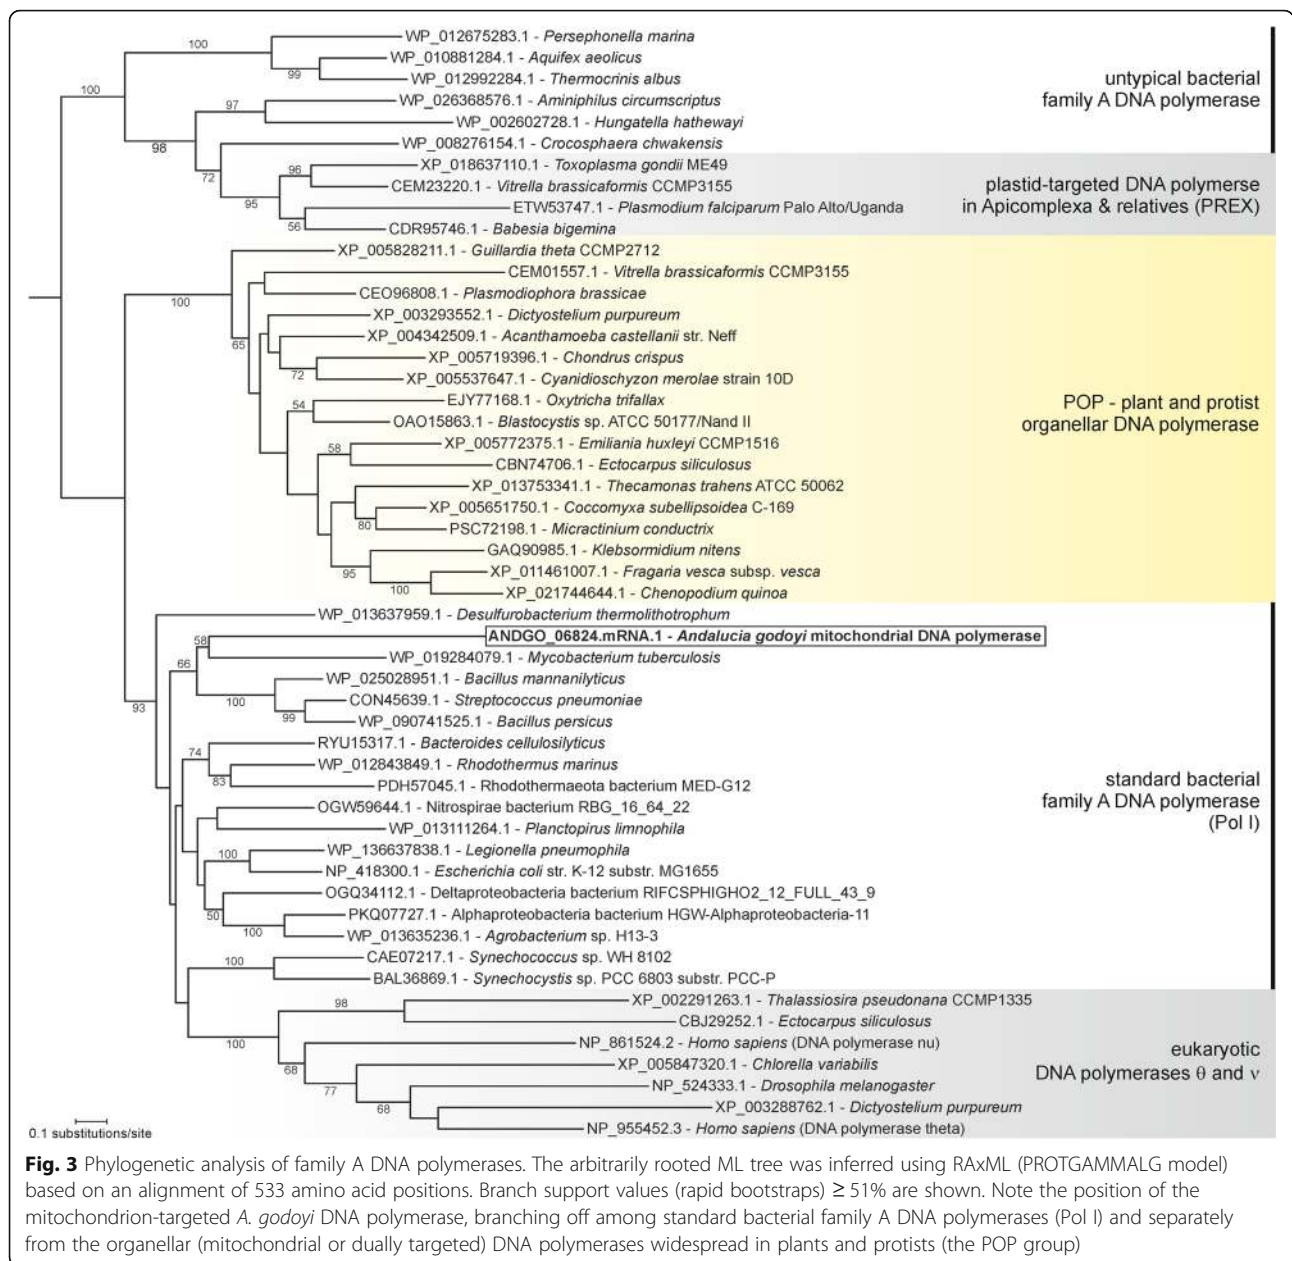 100
WP_012675283.1 - Persephonella marina
WP_010881284.1 - Aquifex aeolicus
99
WP_012992284.1 - Thermocrinis albus
untypical bacterial
family A DNA polymerase
100
97
WP_026368576.1 - Aminiphilus circumscriptus
WP_002602728.1 - Hungatella hathewayi
98
WP_008276154.1 - Crocosphaera chwakensis
72
96
XP_018637110.1 - Toxoplasma gondii ME49
CEM23220.1 - Vitrella brassicaformis CCMP3155
95
ETW53747.1 - Plasmodium falciparum Palo Alto/Uganda
56
CDR95746.1 - Babesia bigemina
plastid-targeted DNA polymerse
in Apicomplexa & relatives (PREX)
XP_005828211.1 - Guillardia theta CCMP2712
CEM01557.1 - Vitrella brassicaformis CCMP3155
100
CEO96808.1 - Plasmodiophora brassicae
XP_003293552.1 - Dictyostelium purpureum
65
XP_004342509.1 - Acanthamoeba castellanii str. Neff
XP_005719396.1 - Chondrus crispus
72
XP_005537647.1 - Cyanidioschyzon merolae strain 10D
54
EJY77168.1 - Oxytricha trifallax
OAO15863.1 - Blastocystis sp. ATCC 50177/Nand II
POP - plant and protist
organellar DNA polymerase
58
XP_005772375.1 - Emiliania huxleyi CCMP1516
CBN74706.1 - Ectocarpus siliculosus
XP_013753341.1 - Thecamonas trahens ATCC 50062
XP_005651750.1 - Coccomyxa subellipsoidea C-169
80
PSC72198.1 - Micractinium conductrix
GAQ90985.1 - Klebsormidium nitens
95
XP_011461007.1 - Fragaria vesca subsp. vesca
100
XP_021744644.1 - Chenopodium quinoa
WP_013637959.1 - Desulfurobacterium thermolithotrophum
58
ANDGO_06824.mRNA.1 - Andalucia godoyi mitochondrial DNA polymerase
66
WP_019284079.1 - Mycobacterium tuberculosis
WP_025028951.1 - Bacillus mannanilyticus
100
CON45639.1 - Streptococcus pneumoniae
93
99
WP_090741525.1 - Bacillus persicus
RYU15317.1 - Bacteroides cellulosilyticus
74
WP_012843849.1 - Rhodothermus marinus
83
PDH57045.1 - Rhodothermaeota bacterium MED-G12
OGW59644.1 - Nitrospirae bacterium RBG_16_64_22
WP_013111264.1 - Planctopirus limnophila
standard bacterial
family A DNA polymerase
(Pol I)
100
WP_136637838.1 - Legionella pneumophila
NP_418300.1 - Escherichia coli str. K-12 substr. MG1655
OGQ34112.1 - Deltaproteobacteria bacterium RIFCSPHIGHO2_12_FULL_43_9
50
PKQ07727.1 - Alphaproteobacteria bacterium HGW-Alphaproteobacteria-11
100
WP_013635236.1 - Agrobacterium sp. H13-3
100
CAE07217.1 - Synechococcus sp. WH 8102
BAL36869.1 - Synechocystis sp. PCC 6803 substr. PCC-P
98
XP_002291263.1 - Thalassiosira pseudonana CCMP1335
CBJ29252.1 - Ectocarpus siliculosus
100
NP_861524.2 - Homo sapiens (DNA polymerase nu)
68
XP_005847320.1 - Chlorella variabilis
77
NP_524333.1 - Drosophila melanogaster
68
XP_003288762.1 - Dictyostelium purpureum
NP_955452.3 - Homo sapiens (DNA polymerase theta)
eukaryotic
DNA polymerases θ and ν
0.1 substitutions/site
Fig. 3 Phylogenetic analysis of family A DNA polymerases. The arbitrarily rooted ML tree was inferred using RAxML (PROTGAMMALG model)
based on an alignment of 533 amino acid positions. Branch support values (rapid bootstraps) ≥ 51% are shown. Note the position of the
mitochondrion-targeted A. godoyi DNA polymerase, branching off among standard bacterial family A DNA polymerases (Pol I) and separately
from the organellar (mitochondrial or dually targeted) DNA polymerases widespread in plants and protists (the POP group)